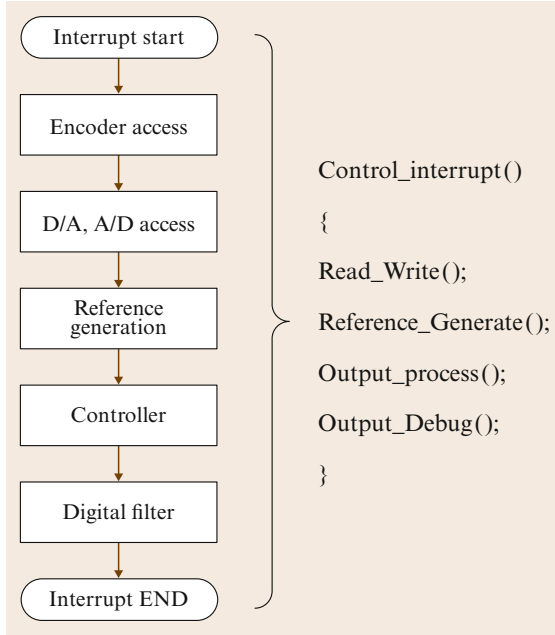 Interrupt start
Encoder access
D/A, A/D access
Reference
generation
Controller
Digital filter
Interrupt END
Control_interrupt()
{
Read_Write();
Reference_Generate();
Output_process();
Output_Debug();
}